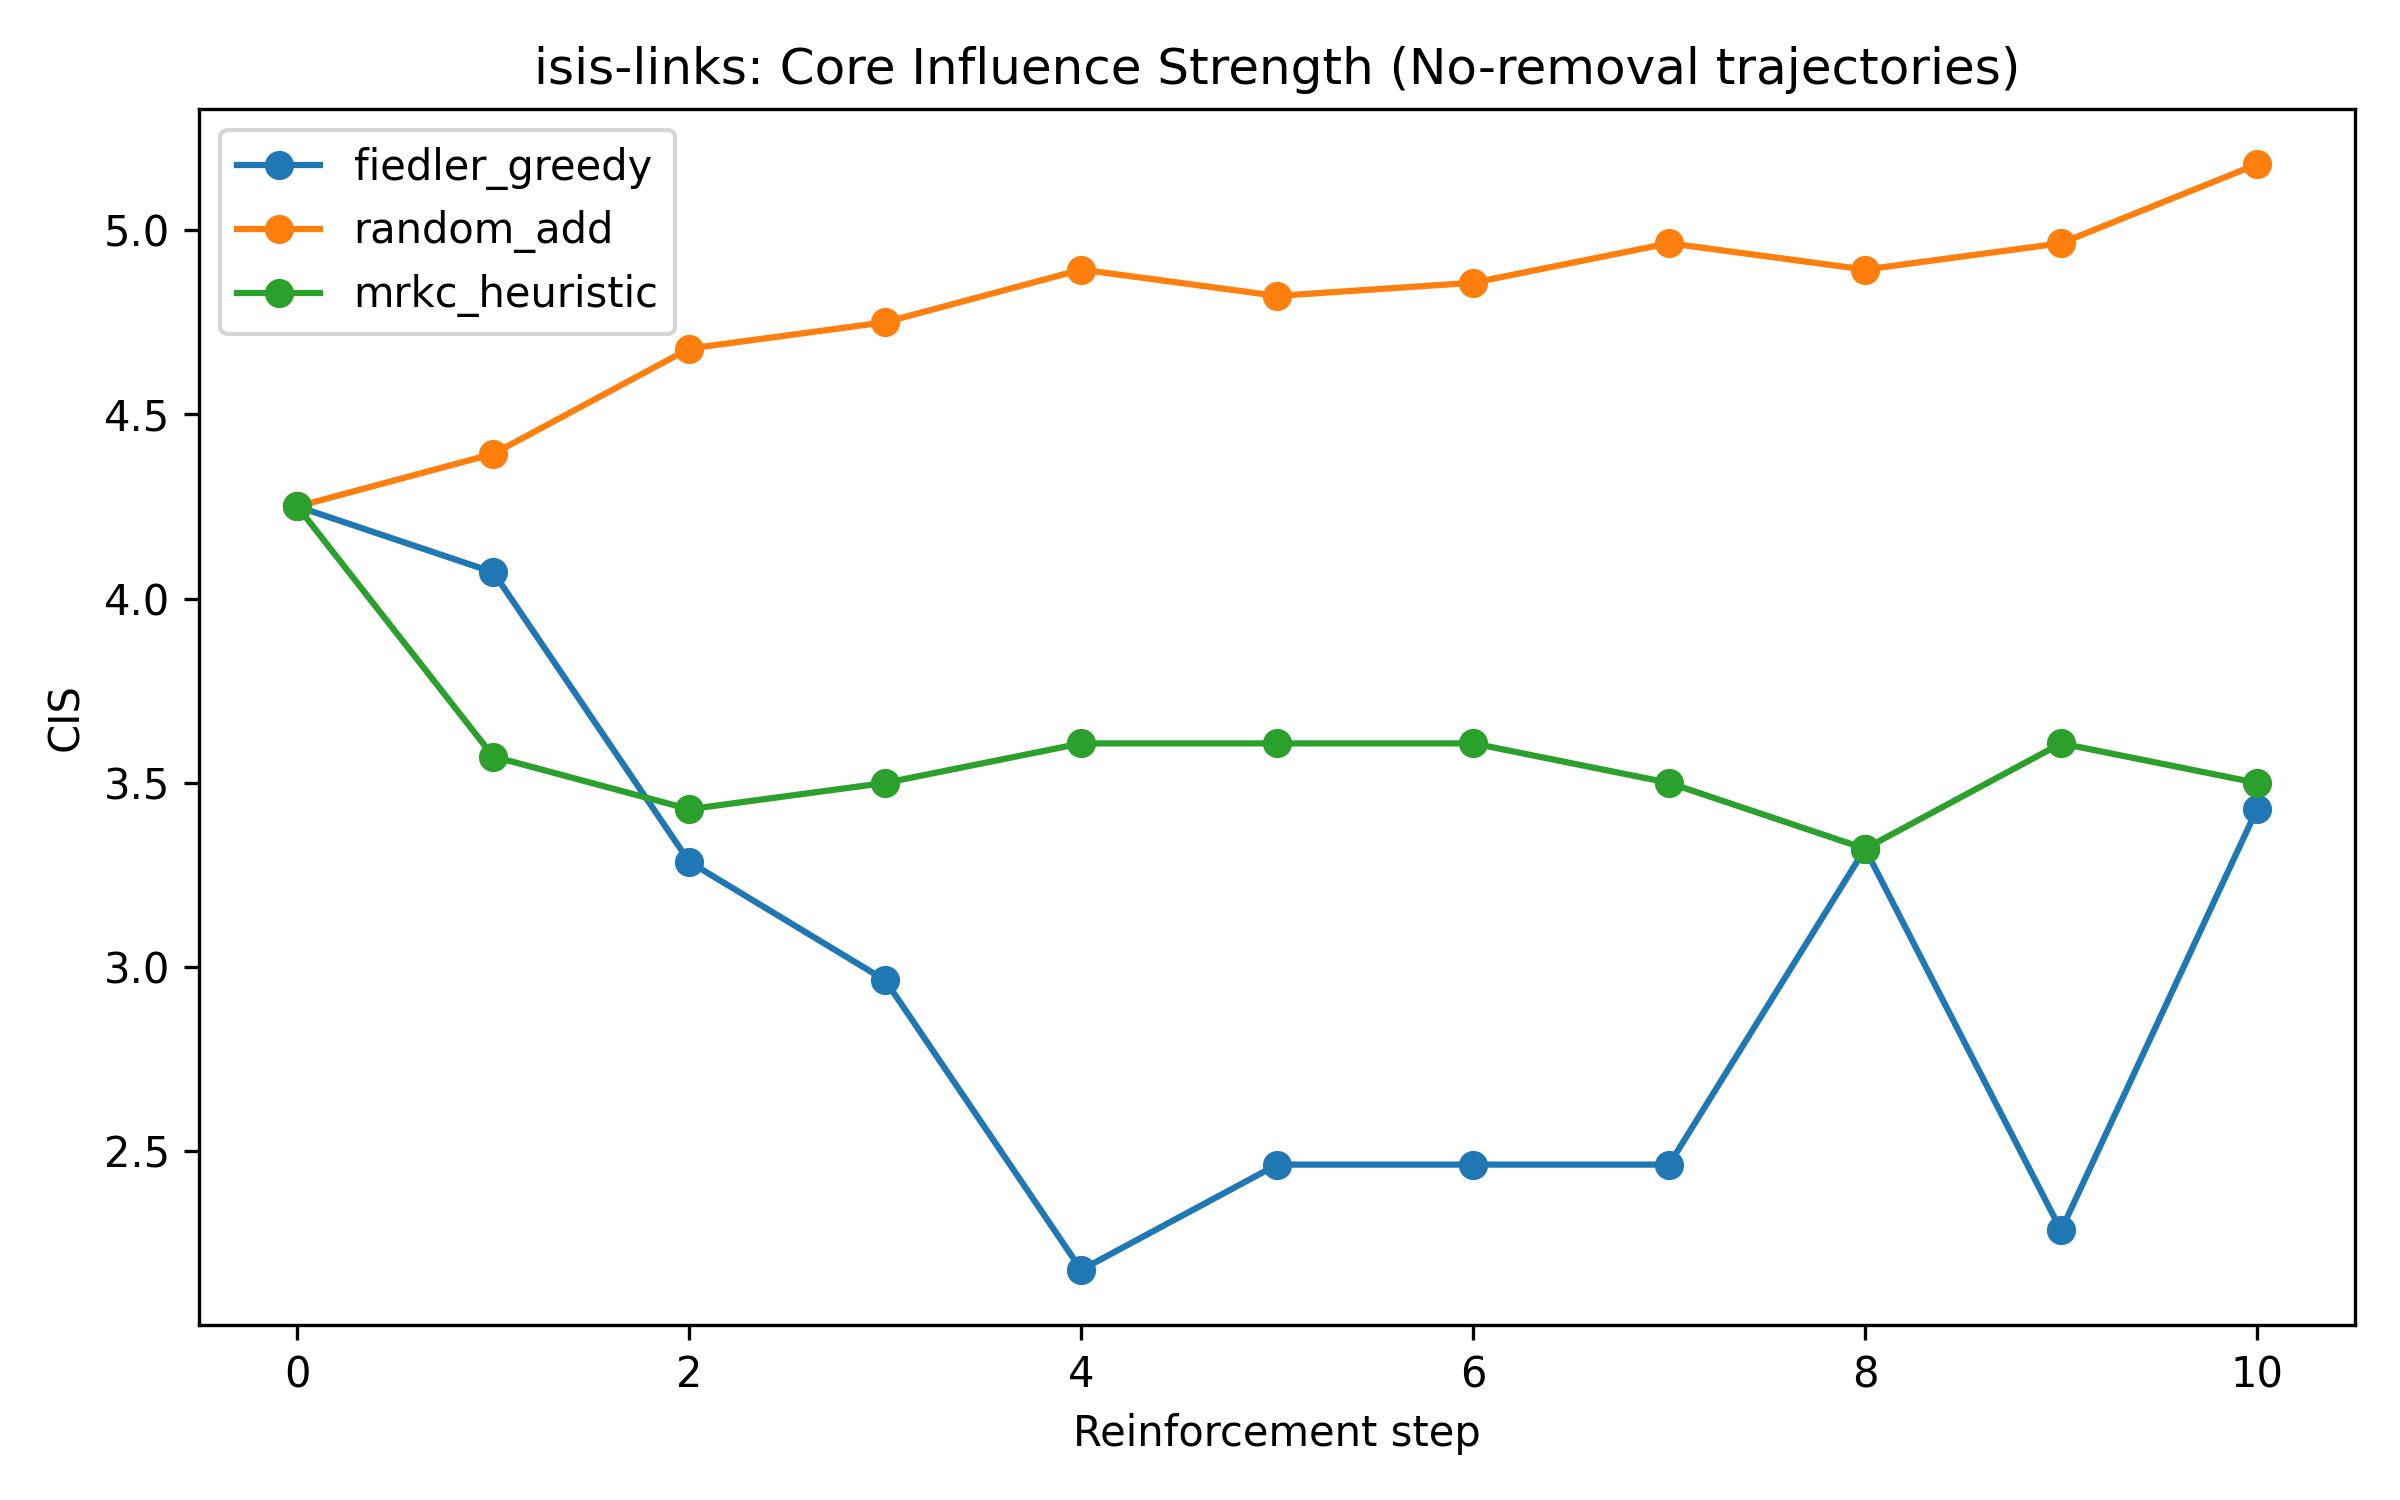 isis-links: Core Influence Strength (No-removal trajectories)
fiedler_greedy
random_add
mrkc_heuristic
5.0
4.5
4.0
3.5
3.0
2.5
CIS
0 2 4 6 8 10
Reinforcement step